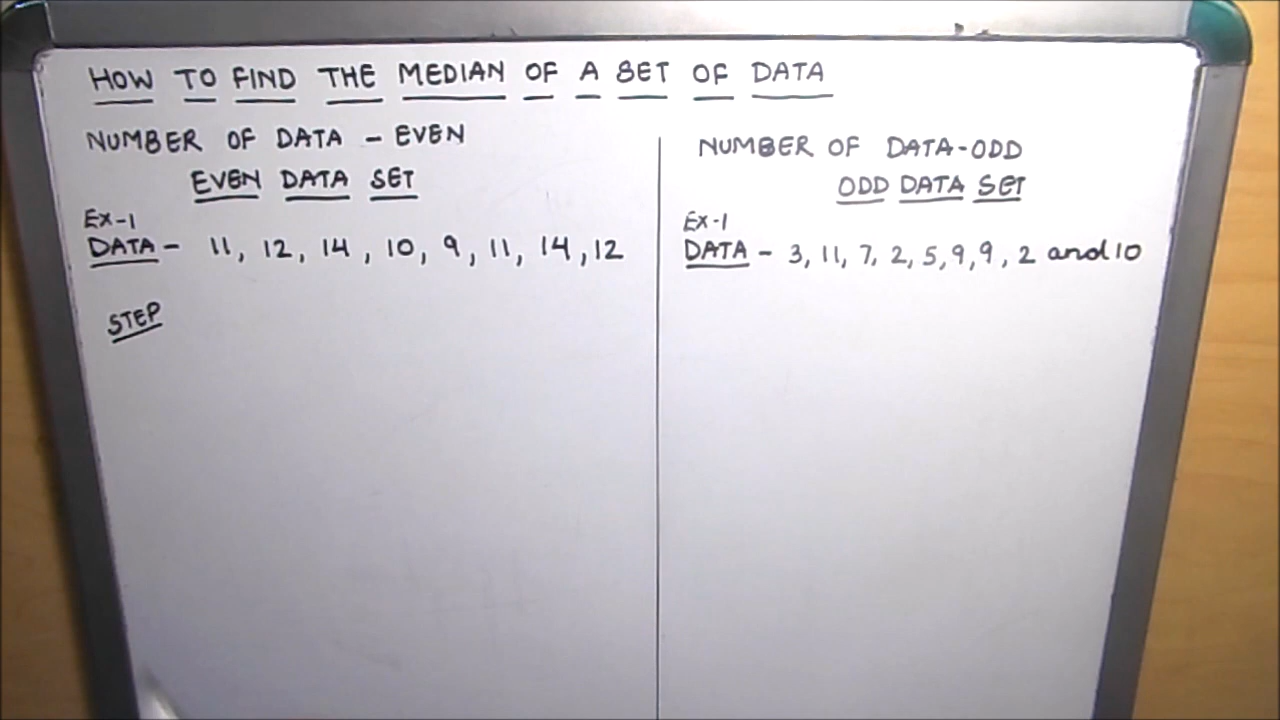 HOW TO FIND THE MEDIAN OF A SET OF DATA
NUMBER OF DATA - EVEN
EVEN DATA SET
EX-1
DATA - 11, 12, 14, 10, 9, 11, 14, 12
STEP
NUMBER OF DATA-ODD
ODD DATA SET
EX-1
DATA - 3, 11, 7, 2, 5, 9, 9, 2 and 10